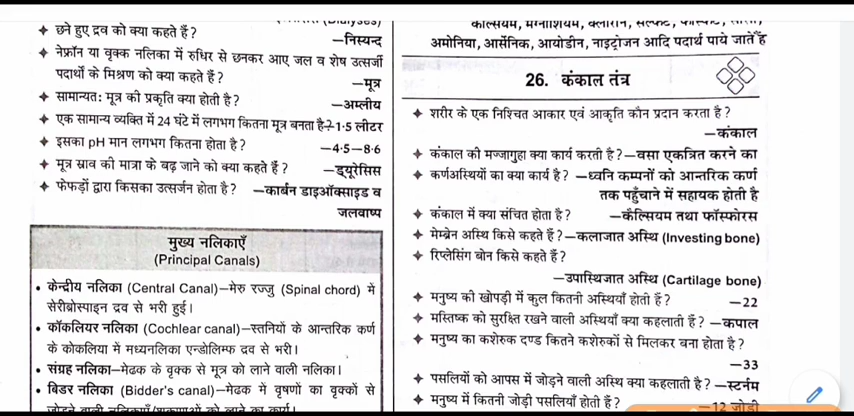 (Dialyses)
छने हुए द्रव को क्या कहते हैं? —निस्यन्द
नेफ्रॉन या वृक्क नलिका में रुधिर से छनकर आए जल व शेष उत्सर्जी
पदार्थों के मिश्रण को क्या कहते हैं? —मूत्र
सामान्यतः मूत्र की प्रकृति क्या होती है? —अम्लीय
एक सामान्य व्यक्ति में 24 घंटे में लगभग कितना मूत्र बनता है?—1·5 लीटर
इसका pH मान लगभग कितना होता है? —4·5—8·6
मूत्र स्राव की मात्रा के बढ़ जाने को क्या कहते हैं? —ड्यूरेसिस
फेफड़ों द्वारा किसका उत्सर्जन होता है? —कार्बन डाइऑक्साइड व
जलवाष्प
मुख्य नलिकाएँ
(Principal Canals)
• केन्द्रीय नलिका (Central Canal)—मेरु रज्जु (Spinal chord) में
सेरीब्रोस्पाइन द्रव से भरी हुई।
• कॉकलियर नलिका (Cochlear canal)—स्तनियों के आन्तरिक कर्ण
के कोकलिया में मध्यनलिका एन्डोलिम्फ द्रव से भरी।
• संग्रह नलिका—मेढक के वृक्क से मूत्र को लाने वाली नलिका।
• बिडर नलिका (Bidder's canal)—मेढक में वृषणों का वृक्कों से
जोड़ने वाली नलिकाएँ/शुक्राणुओं को लाने का कार्य।
कैल्सियम, मैग्नीशियम, क्लोरीन, सल्फेट, फॉस्फेट,
अमोनिया, आर्सेनिक, आयोडीन, नाइट्रोजन आदि पदार्थ पाये जाते हैं
26. कंकाल तंत्र
शरीर के एक निश्चित आकार एवं आकृति कौन प्रदान करता है?
—कंकाल
कंकाल की मज्जागुहा क्या कार्य करती है?—वसा एकत्रित करने का
कर्णअस्थियों का क्या कार्य है? —ध्वनि कम्पनों को आन्तरिक कर्ण
तक पहुँचाने में सहायक होती है
कंकाल में क्या संचित होता है? —कैल्सियम तथा फॉस्फोरस
मेम्ब्रेन अस्थि किसे कहते हैं?—कलाजात अस्थि (Investing bone)
रिप्लेसिंग बोन किसे कहते हैं?
—उपास्थिजात अस्थि (Cartilage bone)
मनुष्य की खोपड़ी में कुल कितनी अस्थियाँ होती हैं? —22
मस्तिष्क को सुरक्षित रखने वाली अस्थियाँ क्या कहलाती हैं? —कपाल
मनुष्य का कशेरुक दण्ड कितने कशेरुकों से मिलकर बना होता है?
—33
पसलियों को आपस में जोड़ने वाली अस्थि क्या कहलाती है?—स्टर्नम
मनुष्य में कितनी जोड़ी पसलियाँ होती हैं? —12 जोड़ी